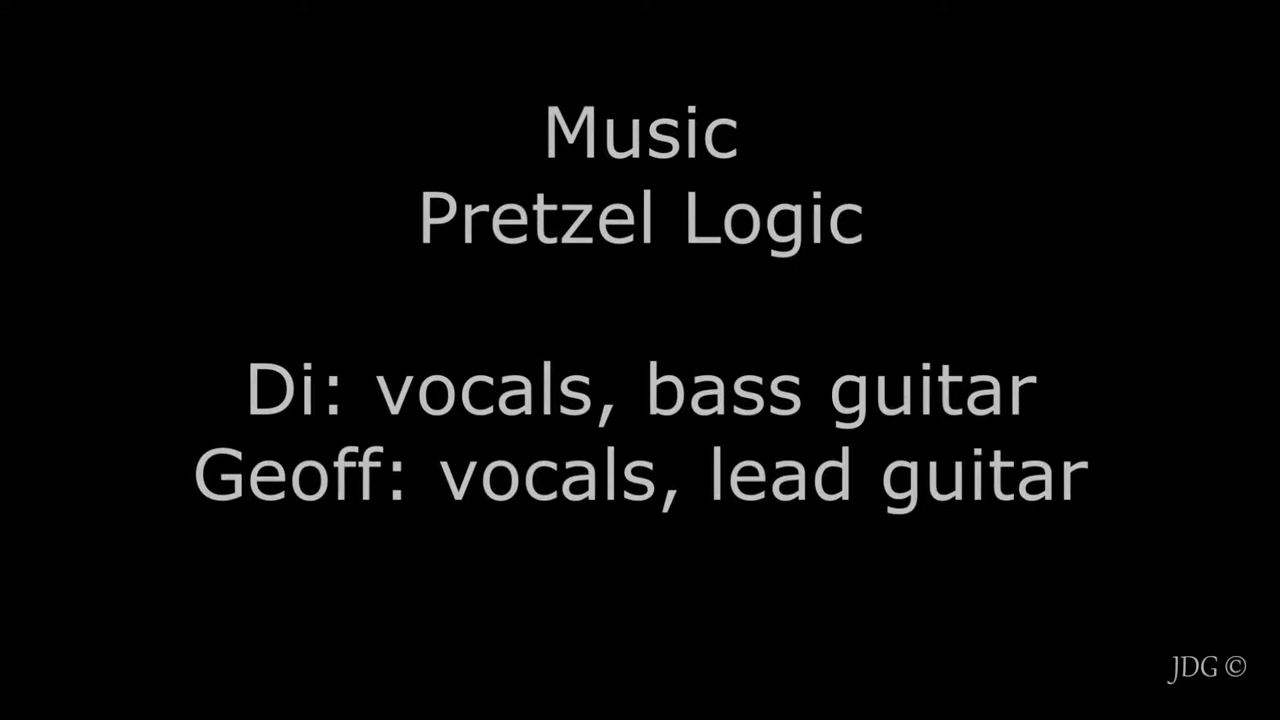 Music
Pretzel Logic
Di: vocals, bass guitar
Geoff: vocals, lead guitar
JDG ©